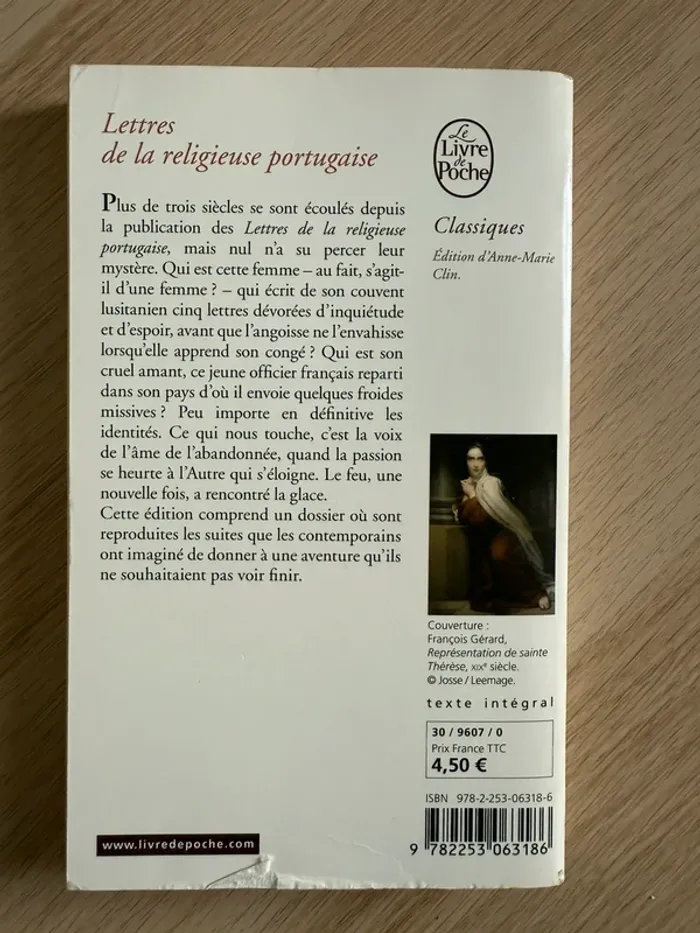 Lettres
de la religieuse portugaise
Plus de trois siècles se sont écoulés depuis
la publication des Lettres de la religieuse
portugaise, mais nul n'a su percer leur
mystère. Qui est cette femme – au fait, s'agit-
il d'une femme ? – qui écrit de son couvent
lusitanien cinq lettres dévorées d'inquiétude
et d'espoir, avant que l'angoisse ne l'envahisse
lorsqu'elle apprend son congé ? Qui est son
cruel amant, ce jeune officier français reparti
dans son pays d'où il envoie quelques froides
missives ? Peu importe en définitive les
identités. Ce qui nous touche, c'est la voix
de l'âme de l'abandonnée, quand la passion
se heurte à l'Autre qui s'éloigne. Le feu, une
nouvelle fois, a rencontré la glace.
Cette édition comprend un dossier où sont
reproduites les suites que les contemporains
ont imaginé de donner à une aventure qu'ils
ne souhaitaient pas voir finir.
www.livredepoche.com
Le
Livre
de
Poche
Classiques
Édition d'Anne-Marie
Clin.
Couverture :
François Gérard,
Représentation de sainte
Thérèse, XIXe siècle.
© Josse / Leemage.
texte intégral
30 / 9607 / 0
Prix France TTC
4,50 €
ISBN 978-2-253-06318-6
9 782253 063186